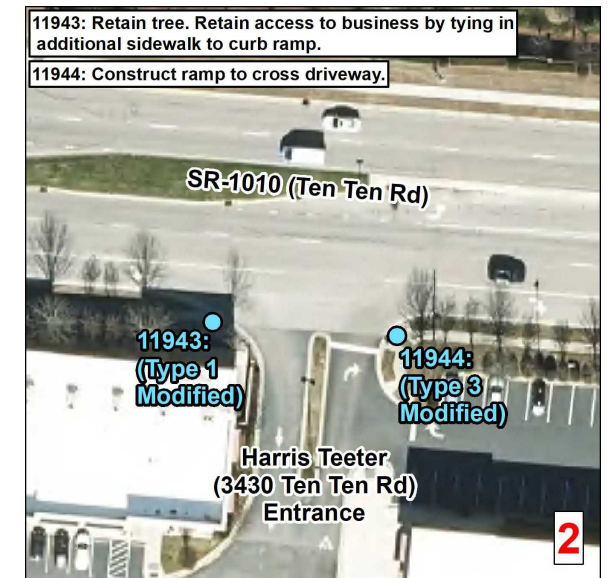 11943: Retain tree. Retain access to business by tying in
additional sidewalk to curb ramp.
11944: Construct ramp to cross driveway.
SR-1010 (Ten Ten Rd)
11943:
(Type 1
Modified)
11944:
(Type 3
Modified)
Harris Teeter
(3430 Ten Ten Rd)
Entrance
2